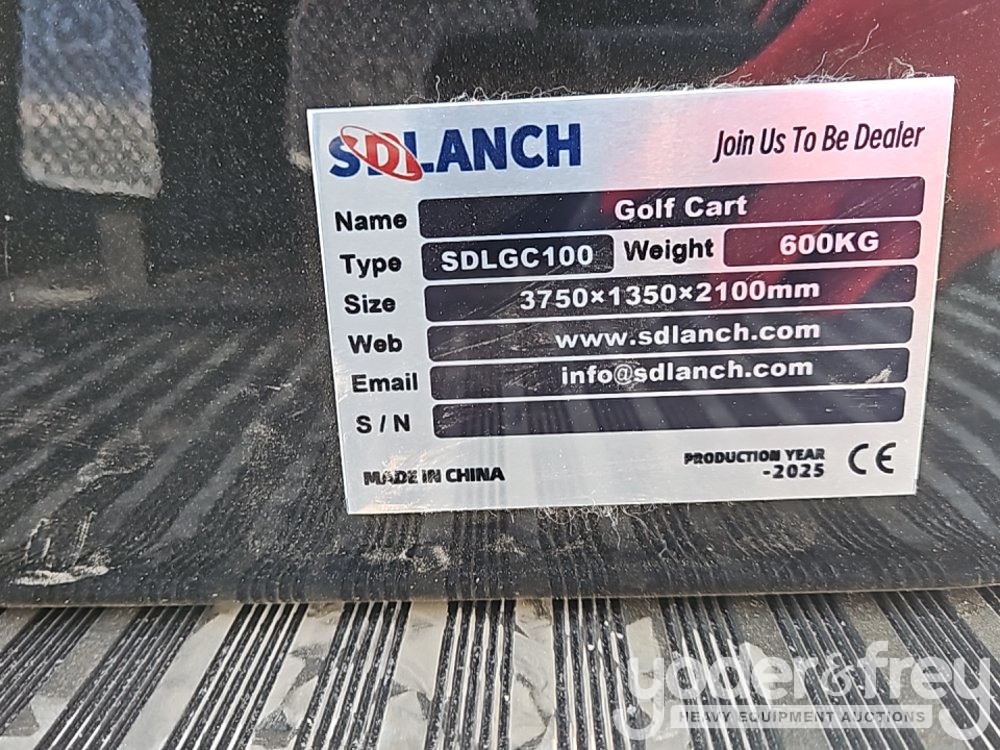 SDLANCH
Join Us To Be Dealer
Name Golf Cart
Type SDLGC100 Weight 600KG
Size 3750×1350×2100mm
Web www.sdlanch.com
Email info@sdlanch.com
S / N
MADE IN CHINA
PRODUCTION YEAR
-2025
CE
yoder&frey
HEAVY EQUIPMENT AUCTIONS